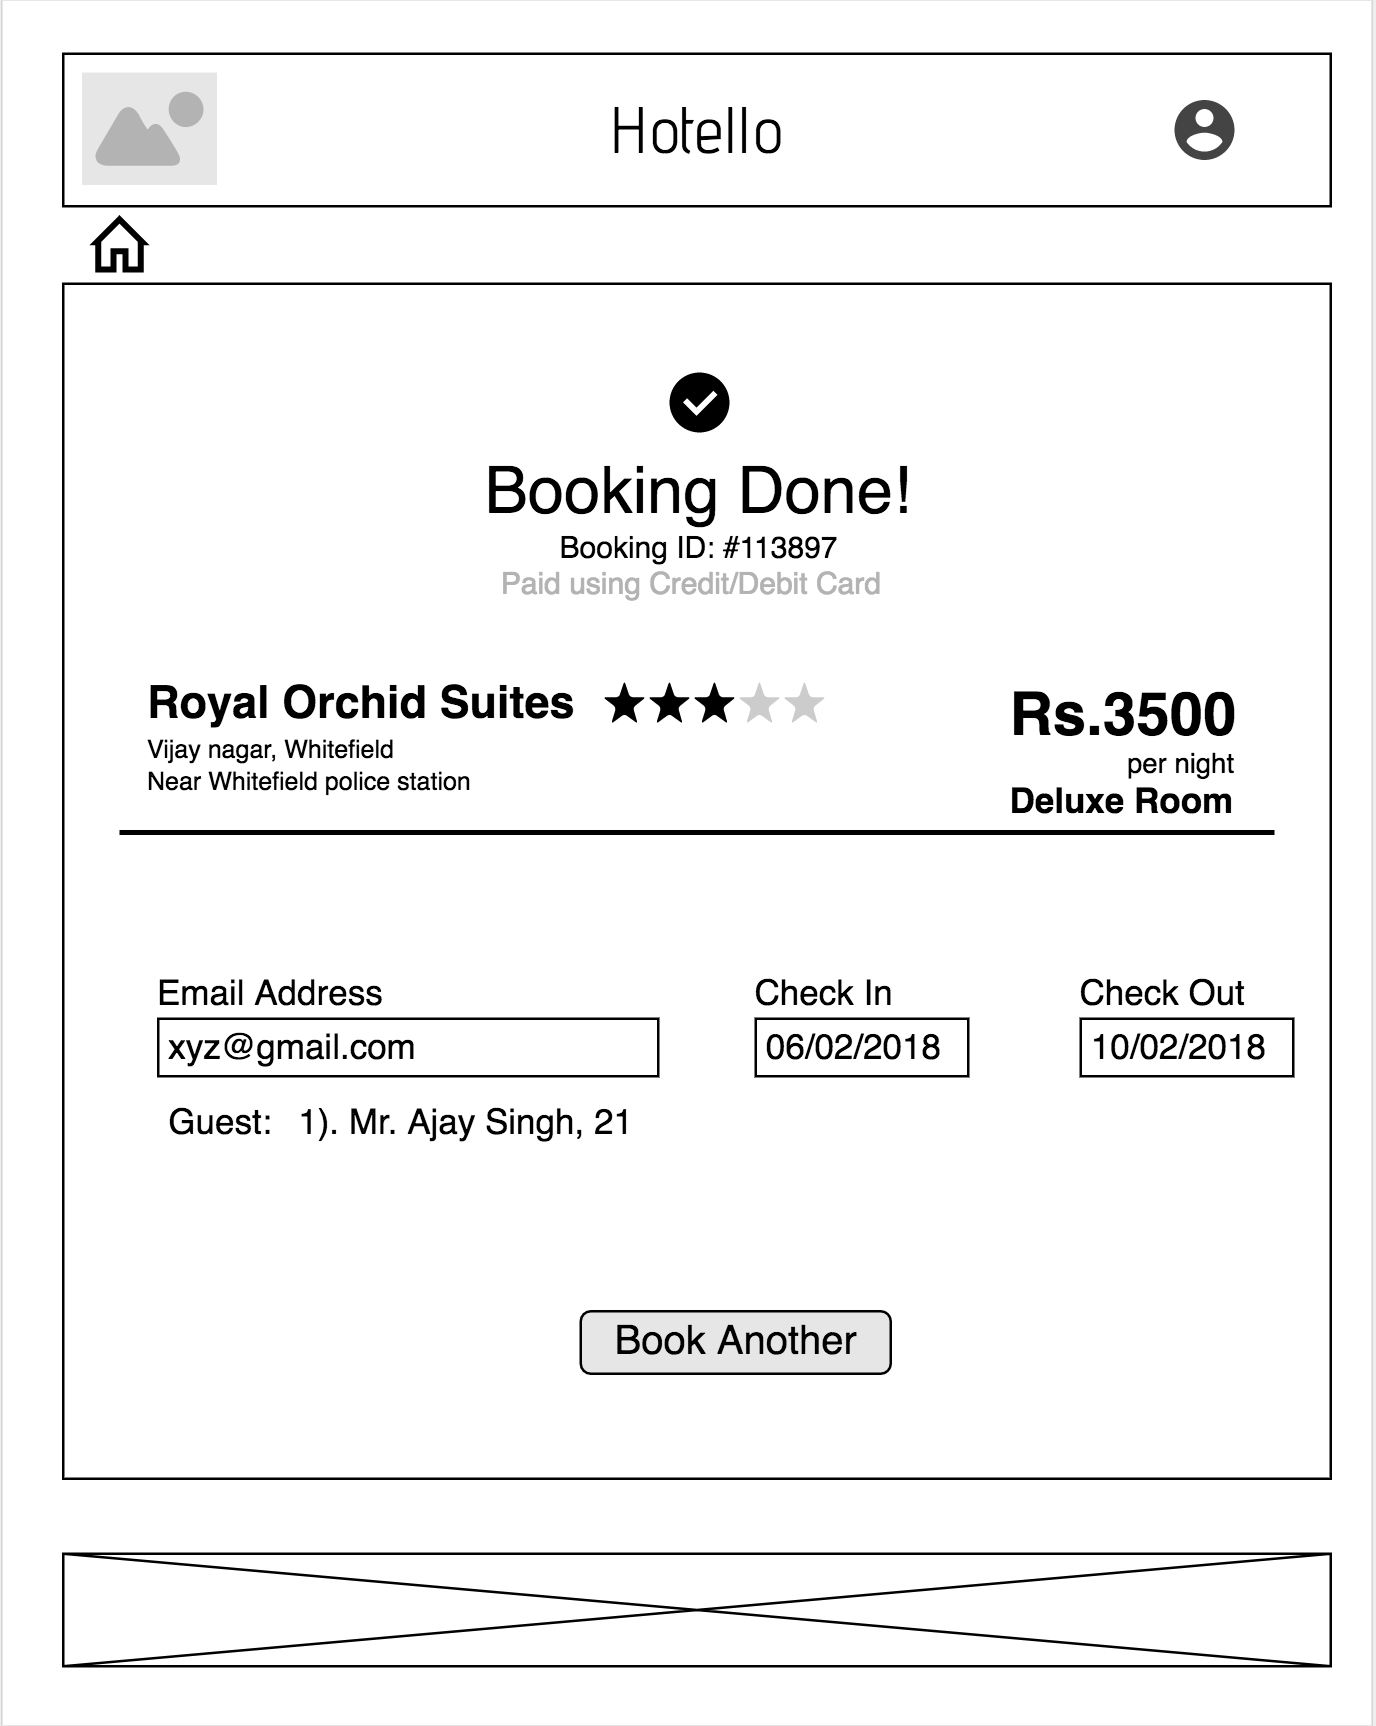 Hotello
Booking Done!
Booking ID: #113897
Paid using Credit/Debit Card
Royal Orchid Suites
Vijay nagar, Whitefield
Near Whitefield police station
Rs.3500
per night
Deluxe Room
Email Address
xyz@gmail.com
Check In
06/02/2018
Check Out
10/02/2018
Guest: 1). Mr. Ajay Singh, 21
Book Another